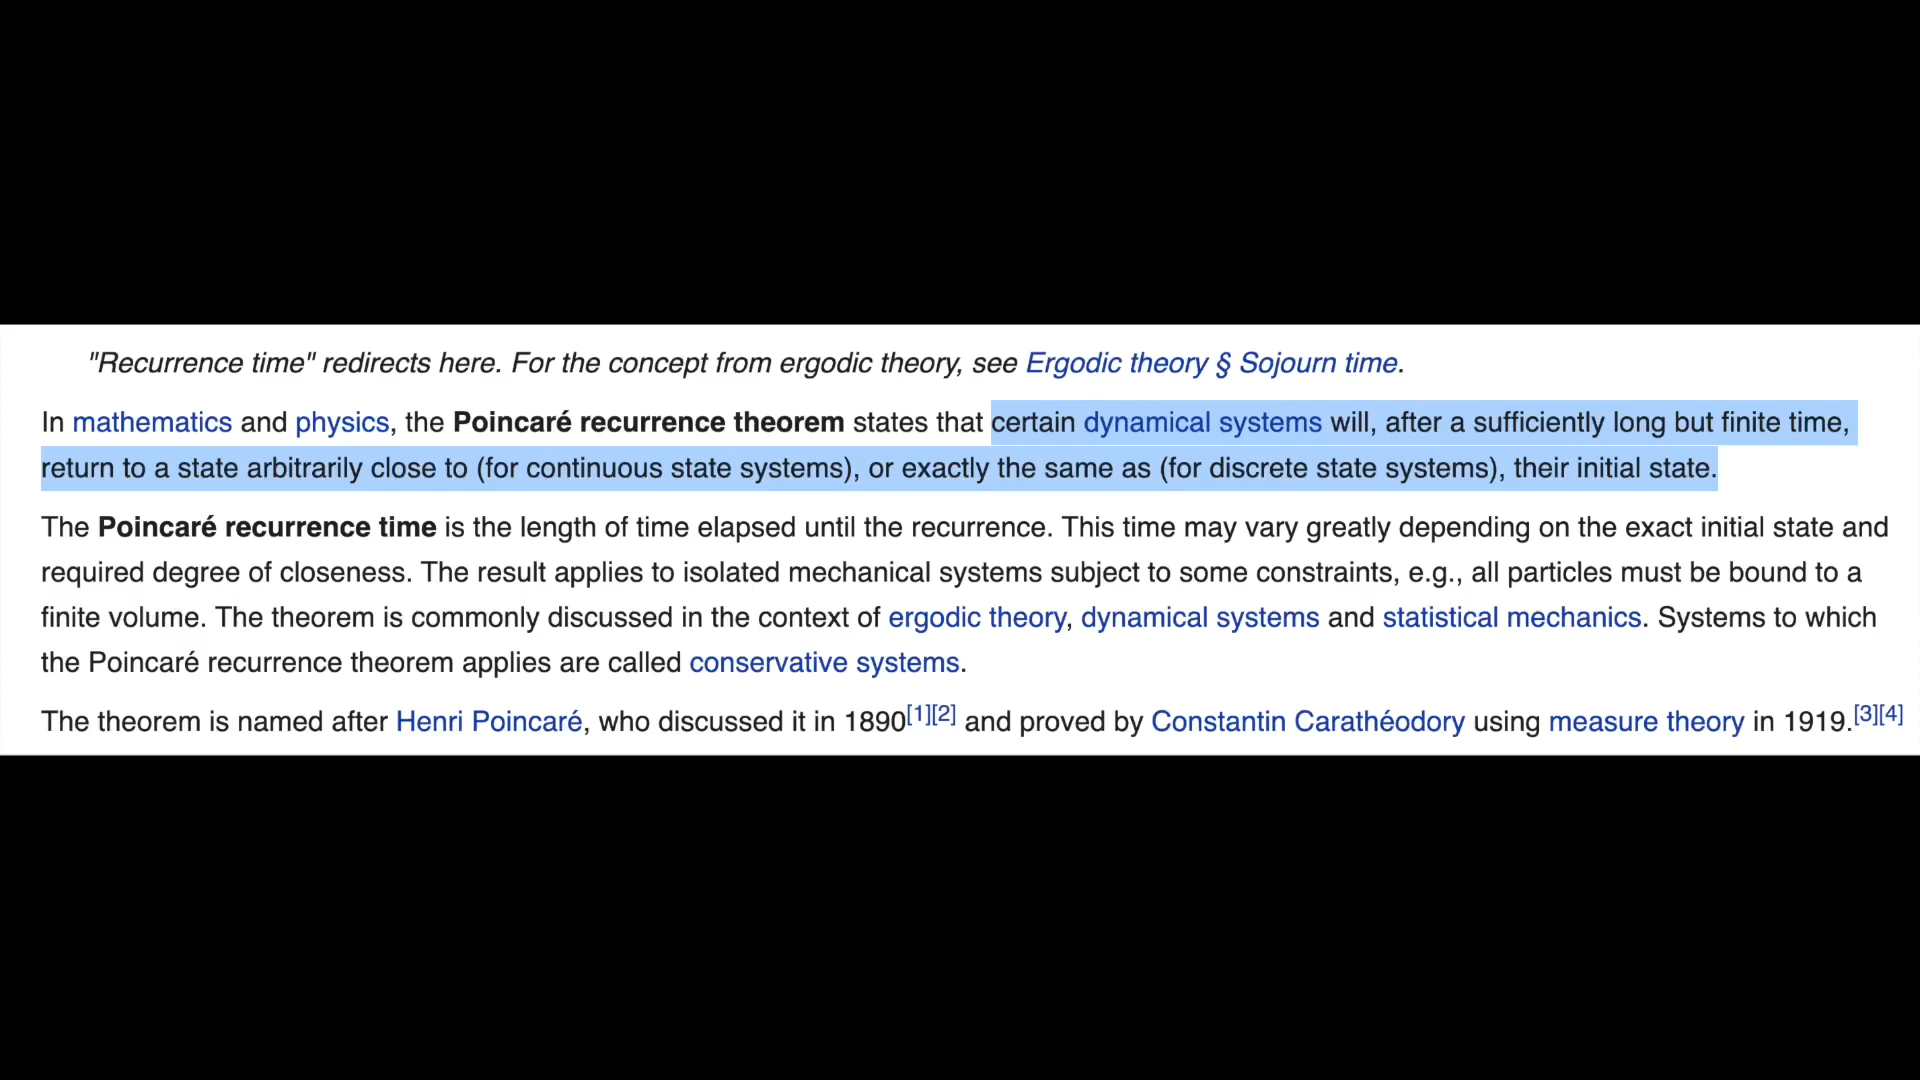 "Recurrence time" redirects here. For the concept from ergodic theory, see Ergodic theory § Sojourn time.
In mathematics and physics, the Poincaré recurrence theorem states that certain dynamical systems will, after a sufficiently long but finite time,
return to a state arbitrarily close to (for continuous state systems), or exactly the same as (for discrete state systems), their initial state.
The Poincaré recurrence time is the length of time elapsed until the recurrence. This time may vary greatly depending on the exact initial state and
required degree of closeness. The result applies to isolated mechanical systems subject to some constraints, e.g., all particles must be bound to a
finite volume. The theorem is commonly discussed in the context of ergodic theory, dynamical systems and statistical mechanics. Systems to which
the Poincaré recurrence theorem applies are called conservative systems.
The theorem is named after Henri Poincaré, who discussed it in 1890[1][2] and proved by Constantin Carathéodory using measure theory in 1919.[3][4]